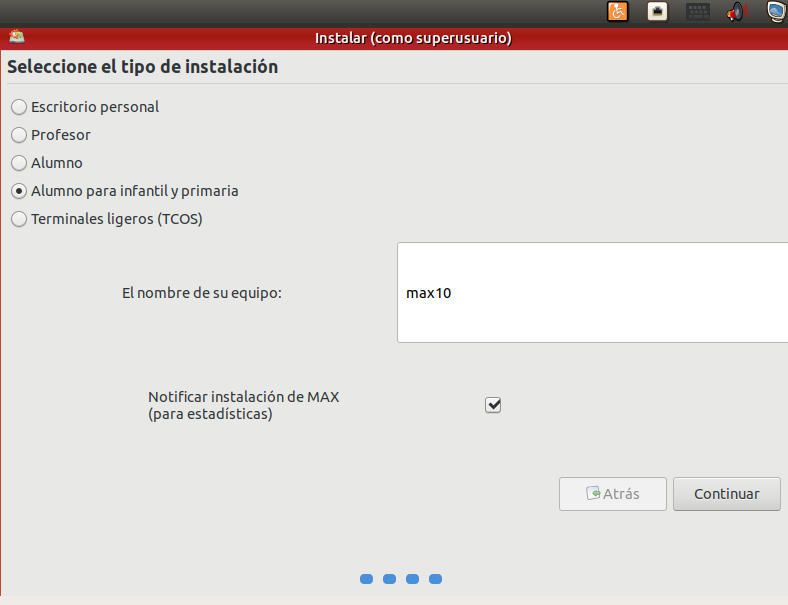 Instalar (como superusuario)
Seleccione el tipo de instalación
Escritorio personal
Profesor
Alumno
Alumno para infantil y primaria
Terminales ligeros (TCOS)
El nombre de su equipo:
max10
Notificar instalación de MAX
(para estadísticas)
Atrás
Continuar